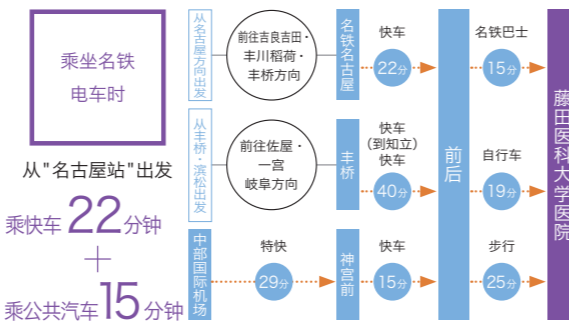 乘坐名铁
电车时
从"名古屋站"出发
乘快车22分钟
+
乘公共汽车15分钟
从名古屋方向出发
前往吉良吉田・
丰川稻荷・
丰桥方向
名铁名古屋
快车
22分
名铁巴士
15分
从丰桥・滨松出发
前往佐屋・
一宫
岐阜方向
丰桥
快车
（到知立）
快车
40分
前后
自行车
19分
中部国际机场
特快
29分
神宫前
快车
15分
步行
25分
藤田医科大学医院